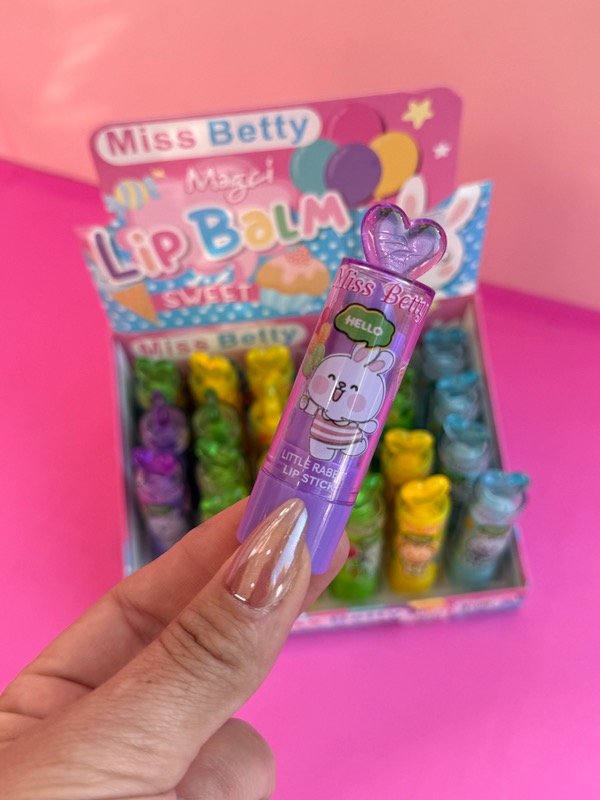 Miss Betty
Magci
Lip Balm
SWEET
Miss Betty
Miss Betty
HELLO
LITTLE RABBIT
LIP STICK